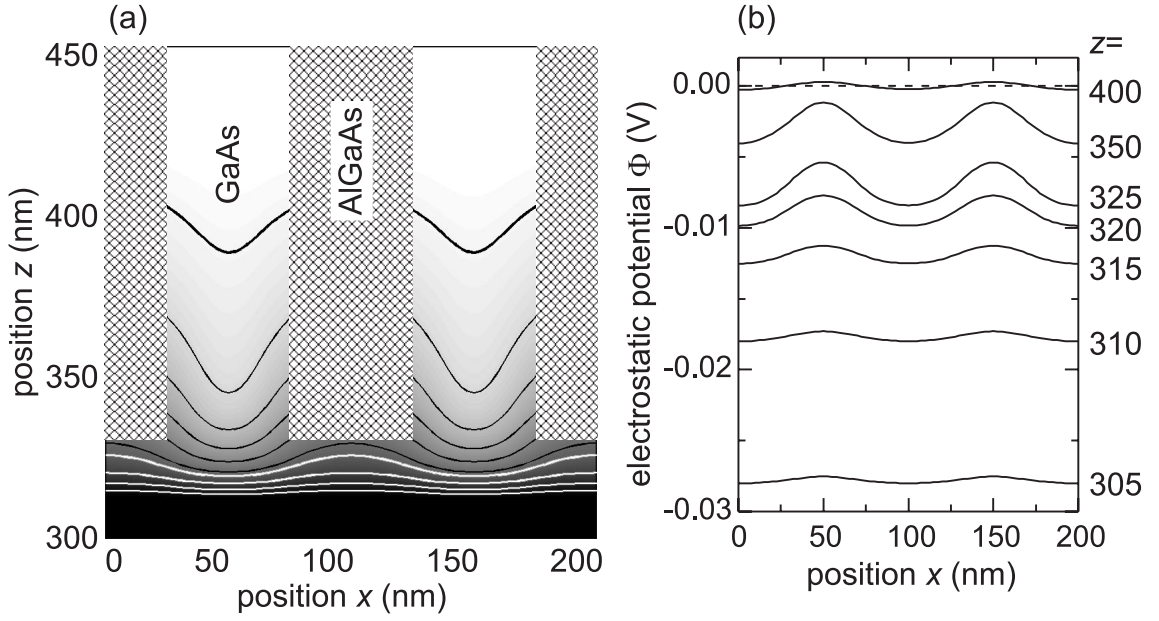 (a)
450
400
350
300
position z (nm)
GaAs
AlGaAs
0
50
100
150
200
position x (nm)
(b)
z=
0.00
-0.01
-0.02
-0.03
electrostatic potential Φ (V)
400
350
325
320
315
310
305
0
50
100
150
200
position x (nm)